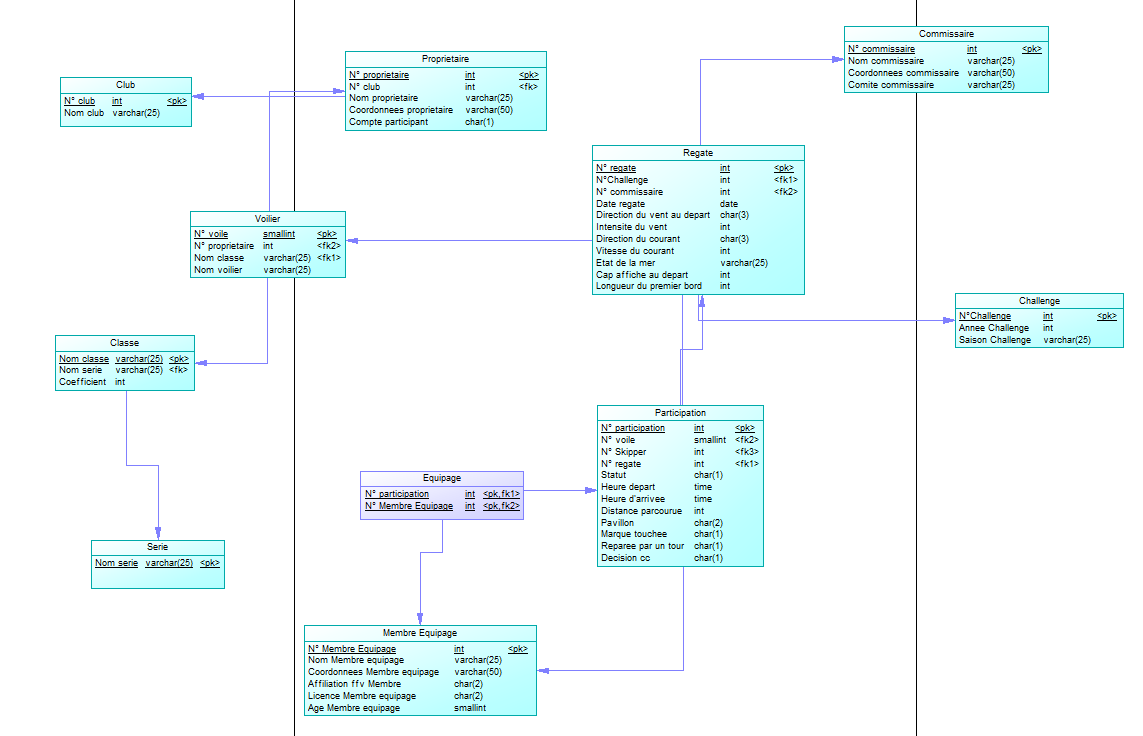 Commissaire
N° commissaire int <pk>
Nom commissaire varchar(25)
Coordonnees commissaire varchar(50)
Comite commissaire varchar(25)
Proprietaire
N° proprietaire int <pk>
N° club int <fk>
Nom proprietaire varchar(25)
Coordonnees proprietaire varchar(50)
Compte participant char(1)
Club
N° club int <pk>
Nom club varchar(25)
Regate
N° regate int <pk>
N°Challenge int <fk1>
N° commissaire int <fk2>
Date regate date
Direction du vent au depart char(3)
Intensite du vent int
Direction du courant char(3)
Vitesse du courant int
Etat de la mer varchar(25)
Cap affiche au depart int
Longueur du premier bord int
Voilier
N° voile smallint <pk>
N° proprietaire int <fk2>
Nom classe varchar(25) <fk1>
Nom voilier varchar(25)
Challenge
N°Challenge int <pk>
Annee Challenge int
Saison Challenge varchar(25)
Classe
Nom classe varchar(25) <pk>
Nom serie varchar(25) <fk>
Coefficient int
Participation
N° participation int <pk>
N° voile smallint <fk2>
N° Skipper int <fk3>
N° regate int <fk1>
Statut char(1)
Heure depart time
Heure d'arrivee time
Distance parcourue int
Pavillon char(2)
Marque touchee char(1)
Reparee par un tour char(1)
Decision cc char(1)
Equipage
N° participation int <pk,fk1>
N° Membre Equipage int <pk,fk2>
Serie
Nom serie varchar(25) <pk>
Membre Equipage
N° Membre Equipage int <pk>
Nom Membre equipage varchar(25)
Coordonnees Membre equipage varchar(50)
Affiliation ffv Membre char(2)
Licence Membre equipage char(2)
Age Membre equipage smallint